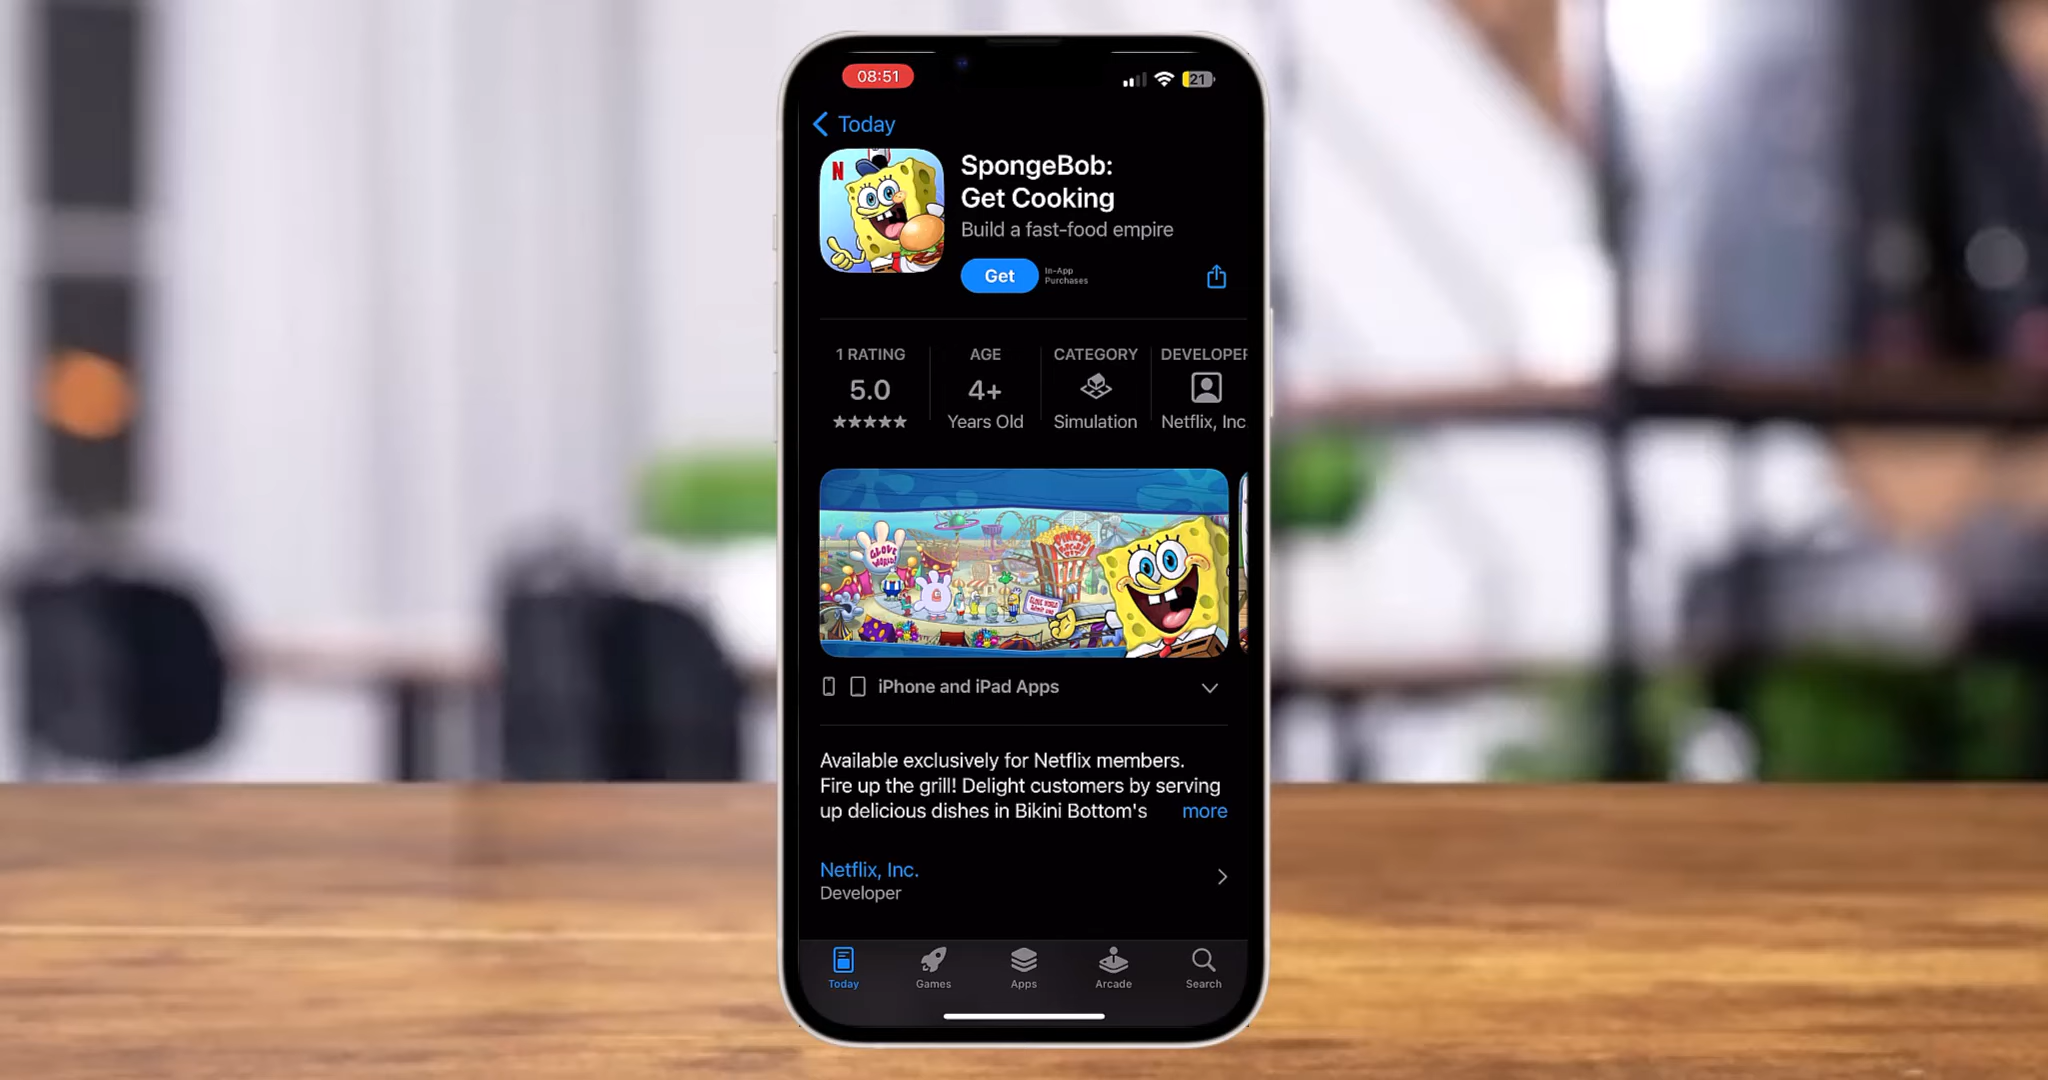 08:51
21
Today
N
SpongeBob:
Get Cooking
Build a fast-food empire
Get
In-App
Purchases
1 RATING
AGE
CATEGORY
DEVELOPER
5.0
4+
★★★★★
Years Old
Simulation
Netflix, Inc
GLOVE
WORLD!
G
iPhone and iPad Apps
Available exclusively for Netflix members.
Fire up the grill! Delight customers by serving
up delicious dishes in Bikini Bottom's
more
Netflix, Inc.
Developer
Today
Games
Apps
Arcade
Search